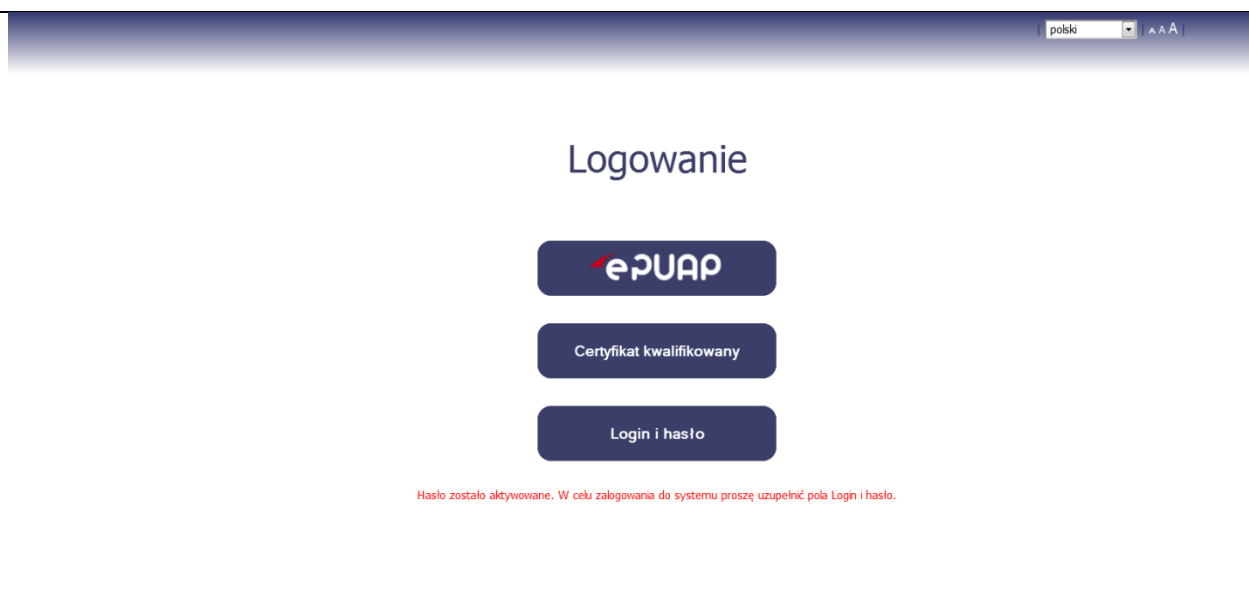 polski
A A A
Logowanie
ePUAP
Certyfikat kwalifikowany
Login i hasło
Hasło zostało aktywowane. W celu zalogowania do systemu proszę uzupełnić pola Login i hasło.